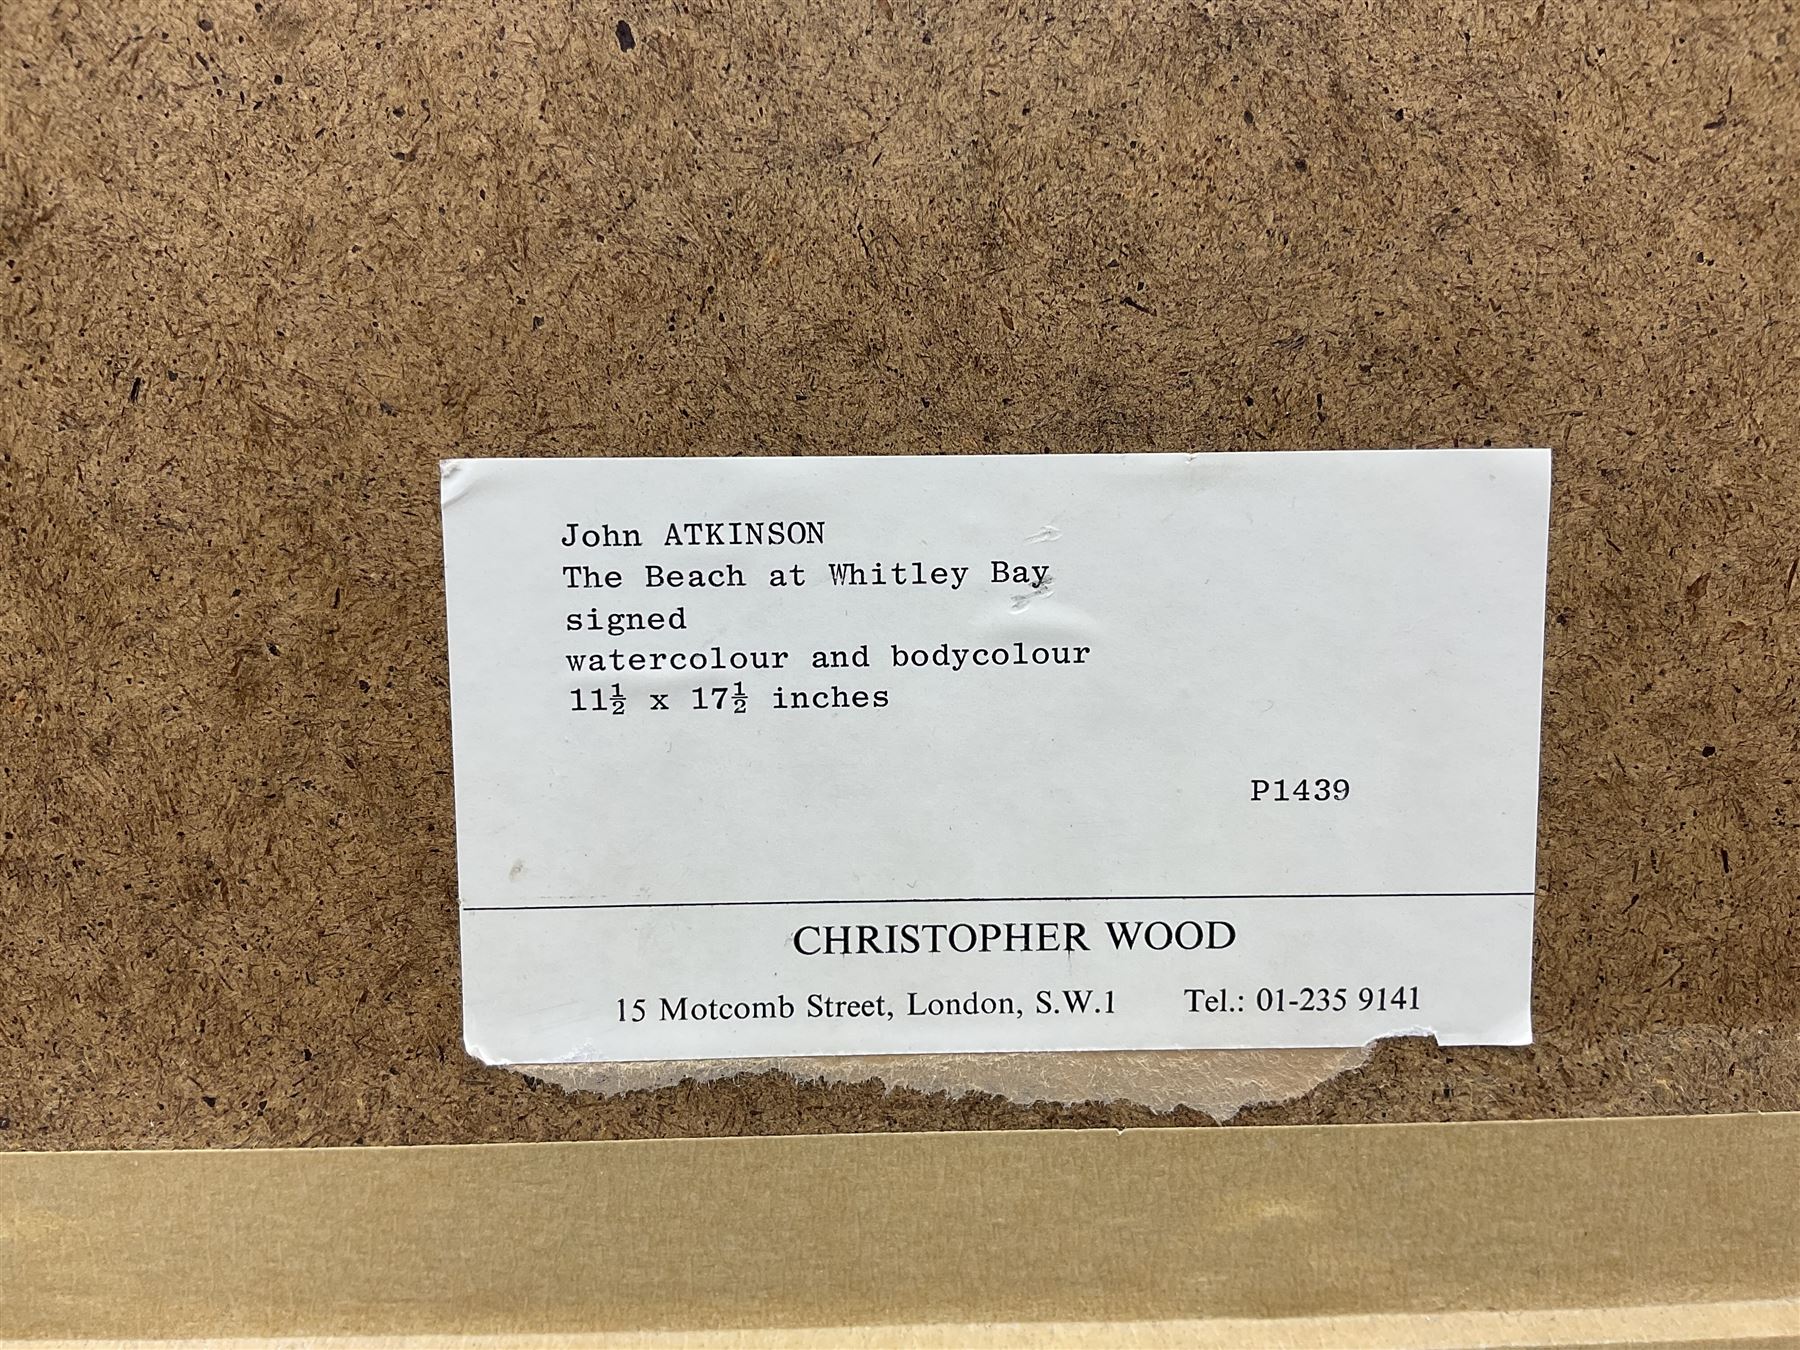 John ATKINSON
The Beach at Whitley Bay
signed
watercolour and bodycolour
11½ x 17½ inches
P1439
CHRISTOPHER WOOD
15 Motcomb Street, London, S.W.1 Tel.: 01-235 9141